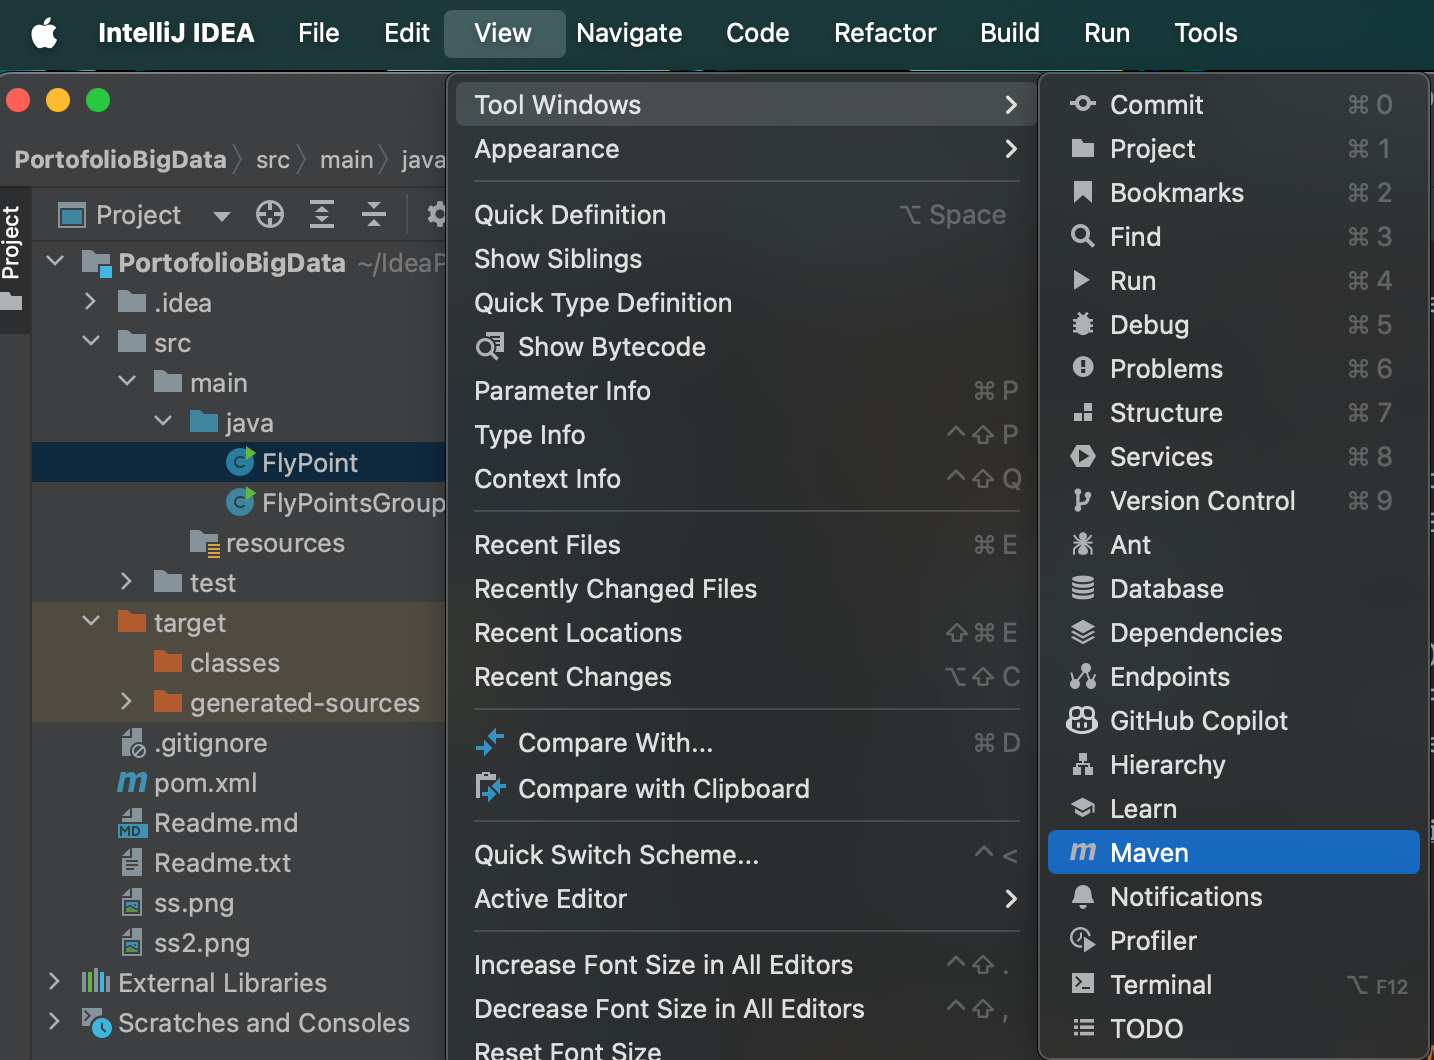 IntelliJ IDEA File Edit View Navigate Code Refactor Build Run Tools
PortofolioBigData src main java
Project
Project
PortofolioBigData ~/IdeaP
.idea
src
main
java
FlyPoint
FlyPointsGroup
resources
test
target
classes
generated-sources
.gitignore
pom.xml
Readme.md
Readme.txt
ss.png
ss2.png
External Libraries
Scratches and Consoles
Tool Windows
Appearance
Quick Definition ⌥ Space
Show Siblings
Quick Type Definition
Show Bytecode
Parameter Info ⌘ P
Type Info ⌃⇧ P
Context Info ⌃⇧ Q
Recent Files ⌘ E
Recently Changed Files
Recent Locations ⇧⌘ E
Recent Changes ⌥⇧ C
Compare With... ⌘ D
Compare with Clipboard
Quick Switch Scheme... ⌃ <
Active Editor
Increase Font Size in All Editors ⌃⇧ .
Decrease Font Size in All Editors ⌃⇧ ,
Reset Font Size
Commit ⌘ 0
Project ⌘ 1
Bookmarks ⌘ 2
Find ⌘ 3
Run ⌘ 4
Debug ⌘ 5
Problems ⌘ 6
Structure ⌘ 7
Services ⌘ 8
Version Control ⌘ 9
Ant
Database
Dependencies
Endpoints
GitHub Copilot
Hierarchy
Learn
Maven
Notifications
Profiler
Terminal ⌥ F12
TODO